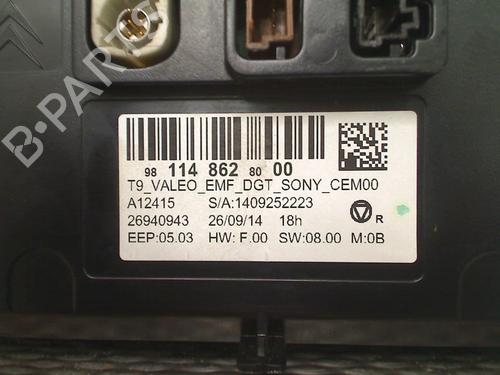 B-PARTS
98 114 862 80 00
T9_VALEO_EMF_DGT_SONY_CEM00
A12415 S/A:1409252223
26940943 26/09/14 18h
R
EEP:05.03 HW: F.00 SW:08.00 M:0B